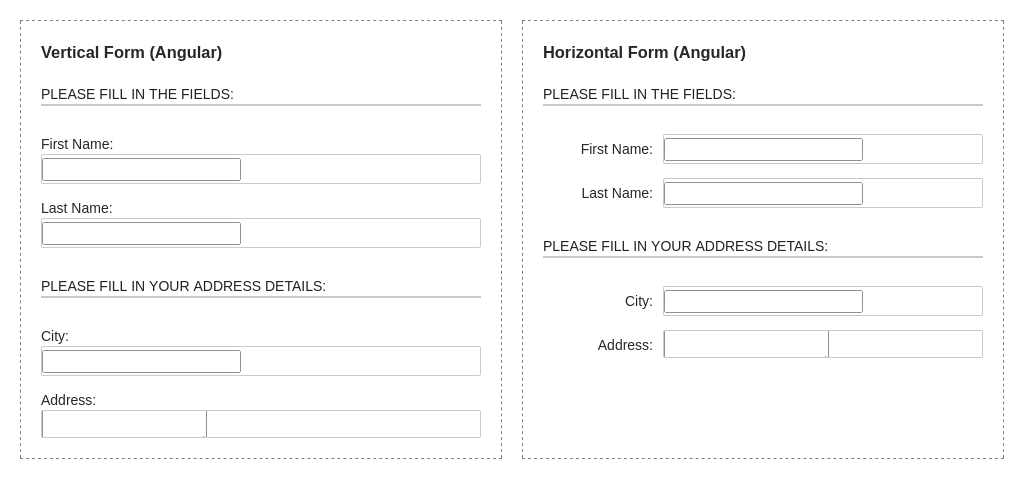 Vertical Form (Angular)
PLEASE FILL IN THE FIELDS:
First Name:
Last Name:
PLEASE FILL IN YOUR ADDRESS DETAILS:
City:
Address:
Horizontal Form (Angular)
PLEASE FILL IN THE FIELDS:
First Name:
Last Name:
PLEASE FILL IN YOUR ADDRESS DETAILS:
City:
Address: